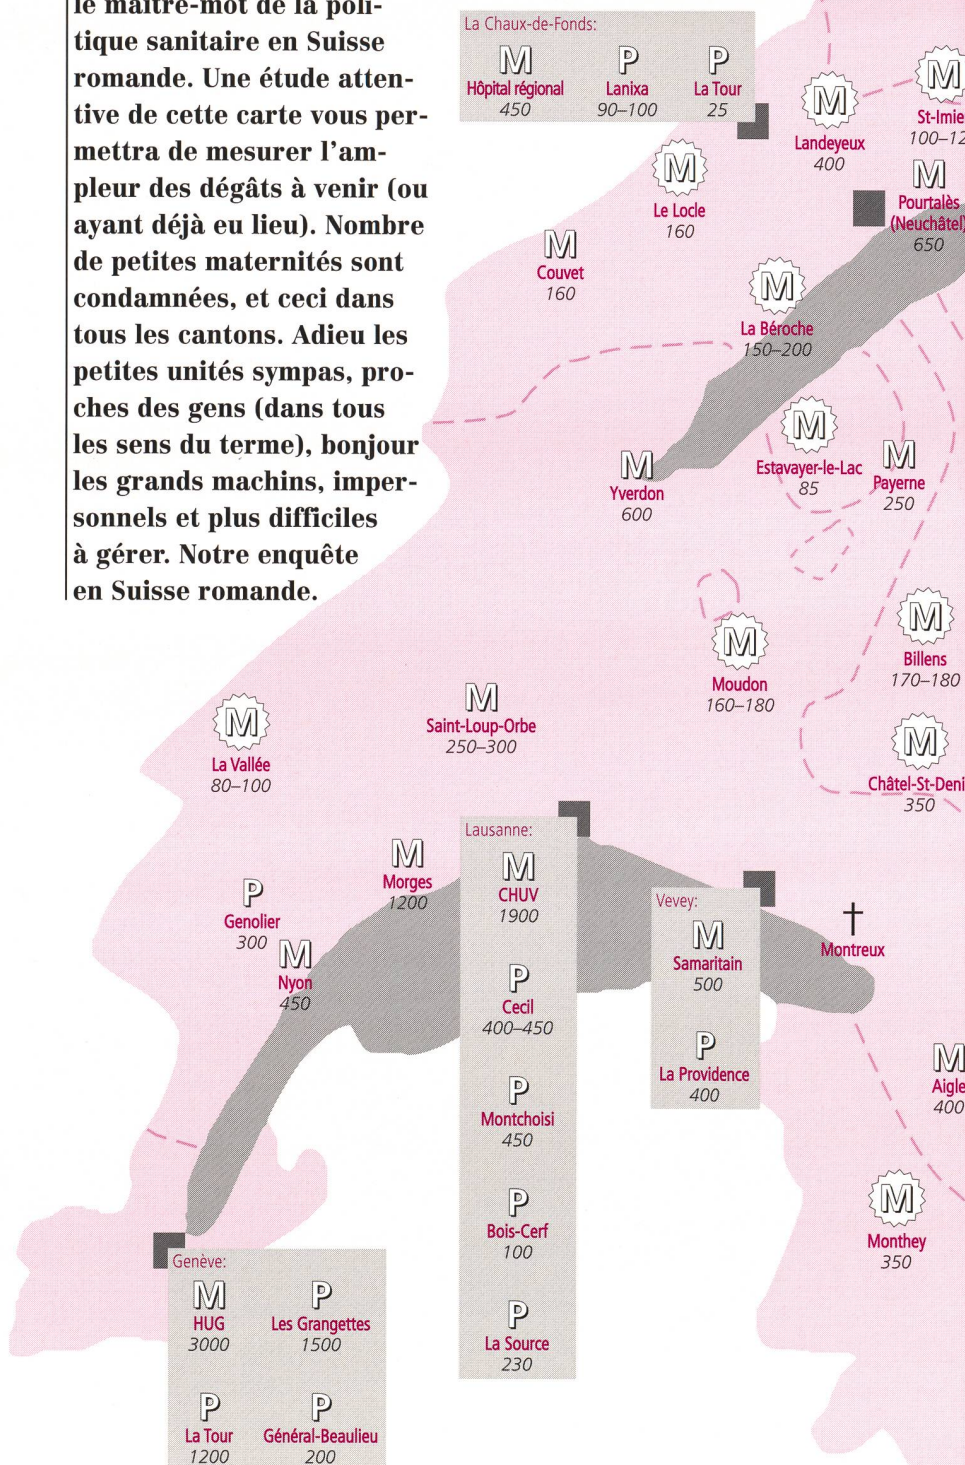 le maître-mot de la poli-
tique sanitaire en Suisse
romande. Une étude atten-
tive de cette carte vous per-
mettra de mesurer l'am-
pleur des dégâts à venir (ou
ayant déjà eu lieu). Nombre
de petites maternités sont
condamnées, et ceci dans
tous les cantons. Adieu les
petites unités sympas, pro-
ches des gens (dans tous
les sens du terme), bonjour
les grands machins, imper-
sonnels et plus difficiles
à gérer. Notre enquête
en Suisse romande.
La Chaux-de-Fonds:
M P P
Hôpital régional Lanixa La Tour
450 90–100 25
M
Landeyeux
400
M
St-Imie
100–12
M
Le Locle
160
M
Pourtalès
(Neuchâtel)
650
M
Couvet
160
M
La Béroche
150–200
M
Yverdon
600
M
Estavayer-le-Lac
85
M
Payerne
250
M
Moudon
160–180
M
Billens
170–180
M
La Vallée
80–100
M
Saint-Loup-Orbe
250–300
M
Châtel-St-Deni
350
P
Genolier
300
M
Nyon
450
M
Morges
1200
Lausanne:
M
CHUV
1900
P
Cecil
400–450
P
Montchoisi
450
P
Bois-Cerf
100
P
La Source
230
Vevey:
M
Samaritain
500
P
La Providence
400
†
Montreux
M
Aigle
400
M
Monthey
350
Genève:
M P
HUG Les Grangettes
3000 1500
P P
La Tour Général-Beaulieu
1200 200